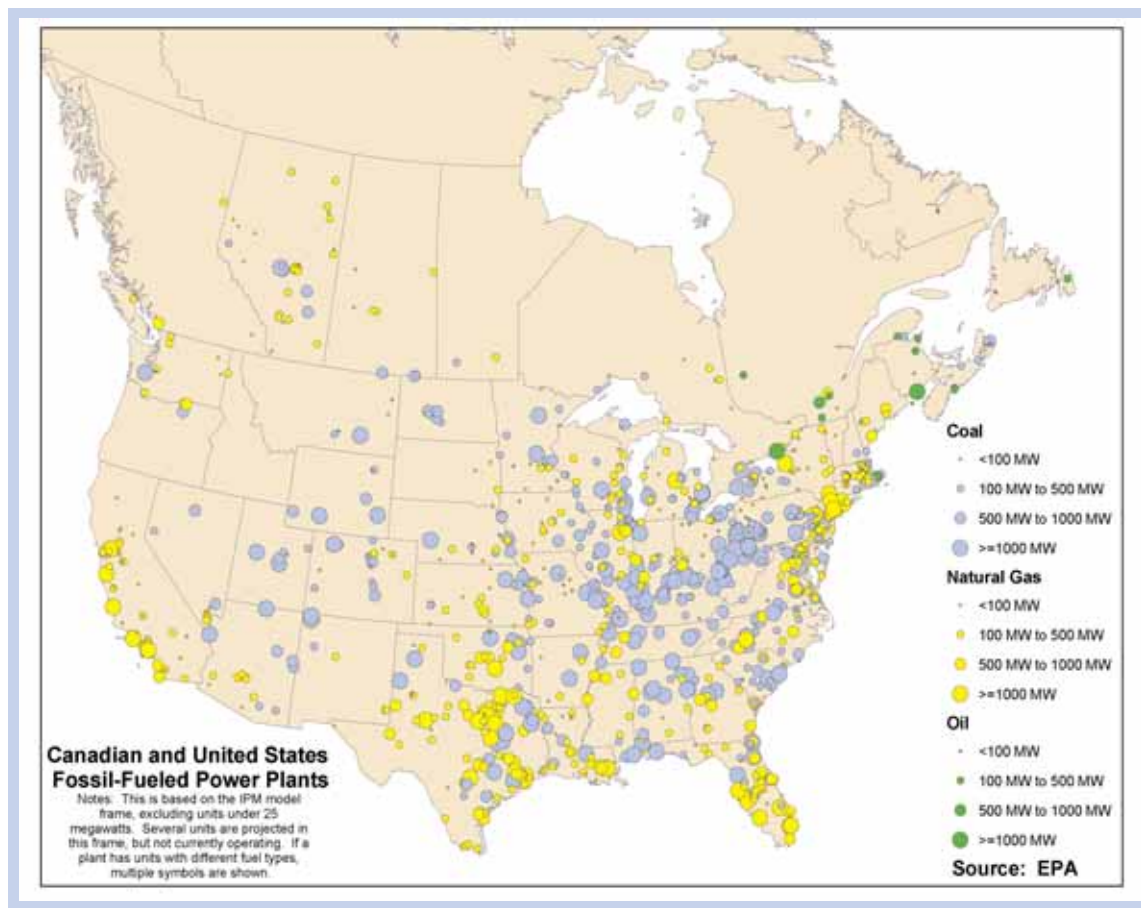 Coal
<100 MW
100 MW to 500 MW
500 MW to 1000 MW
>=1000 MW
Natural Gas
<100 MW
100 MW to 500 MW
500 MW to 1000 MW
>=1000 MW
Oil
<100 MW
100 MW to 500 MW
500 MW to 1000 MW
>=1000 MW
Source: EPA
Canadian and United States
Fossil-Fueled Power Plants
Notes: This is based on the IPM model
frame, excluding units under 25
megawatts. Several units are projected in
this frame, but not currently operating. If a
plant has units with different fuel types,
multiple symbols are shown.